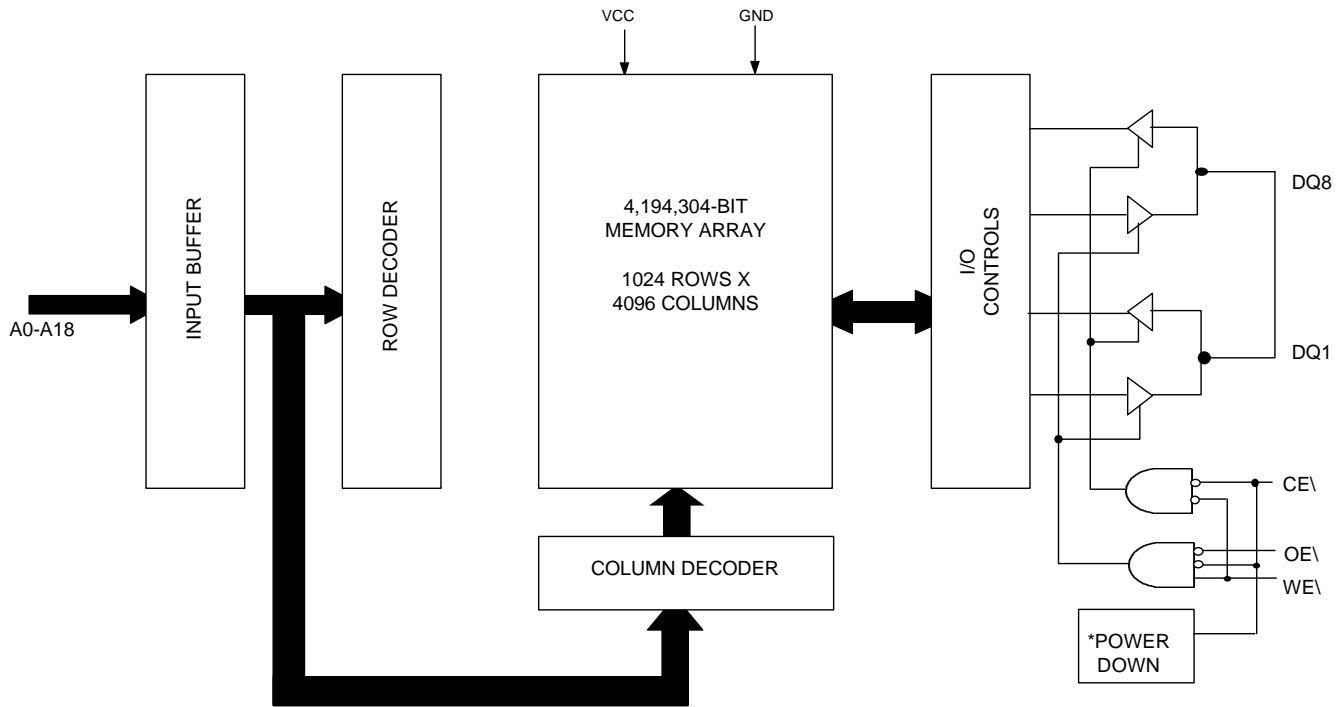 VCC
GND
A0-A18
INPUT BUFFER
ROW DECODER
4,194,304-BIT
MEMORY ARRAY
1024 ROWS X
4096 COLUMNS
I/O
CONTROLS
DQ8
DQ1
CE\
OE\
WE\
COLUMN DECODER
*POWER
DOWN